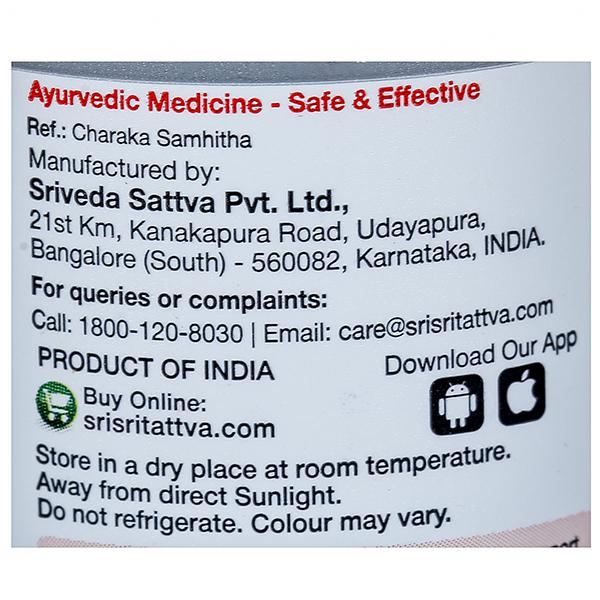 Ayurvedic Medicine - Safe & Effective
Ref.: Charaka Samhitha
Manufactured by:
Sriveda Sattva Pvt. Ltd.,
21st Km, Kanakapura Road, Udayapura,
Bangalore (South) - 560082, Karnataka, INDIA.
For queries or complaints:
Call: 1800-120-8030 | Email: care@srisritattva.com
PRODUCT OF INDIA
Download Our App
Buy Online:
srisritattva.com
Store in a dry place at room temperature.
Away from direct Sunlight.
Do not refrigerate. Colour may vary.